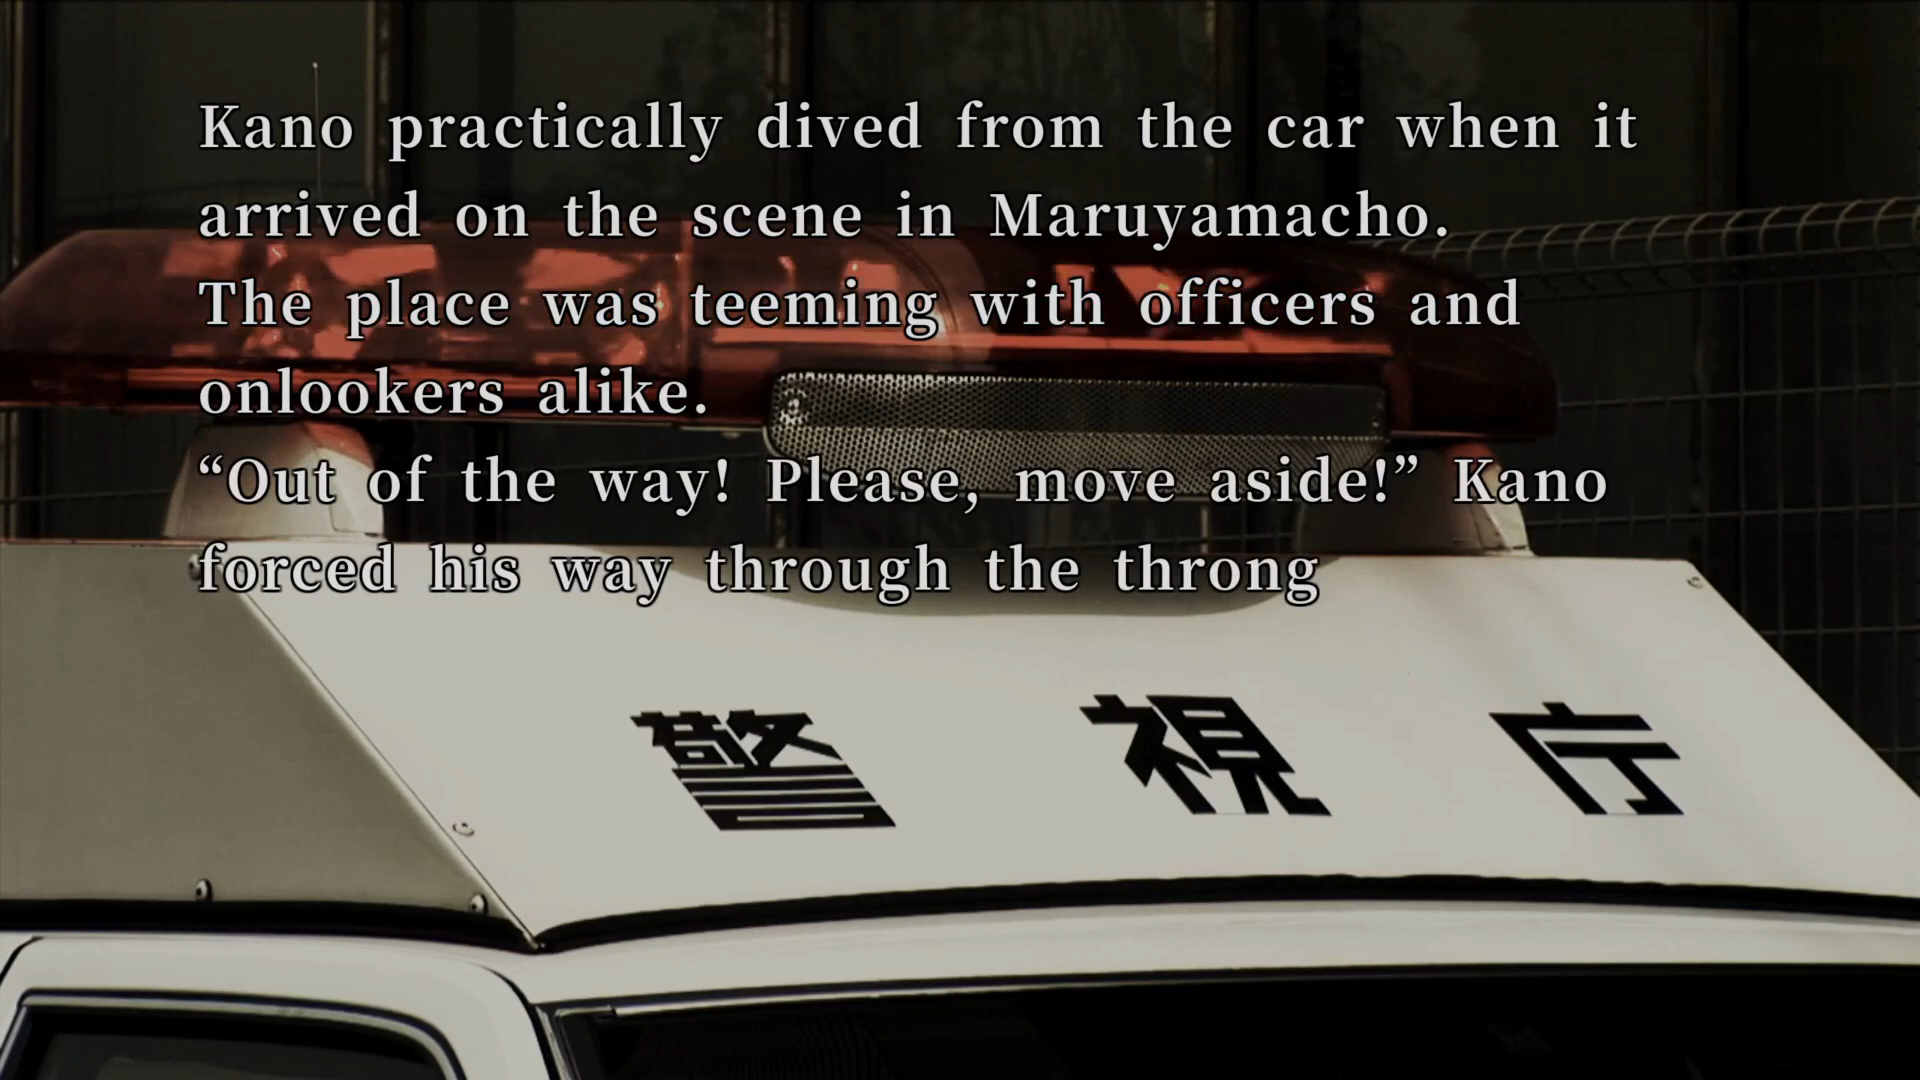 Kano practically dived from the car when it
arrived on the scene in Maruyamacho.
The place was teeming with officers and
onlookers alike.
“Out of the way! Please, move aside!” Kano
forced his way through the throng
警視庁